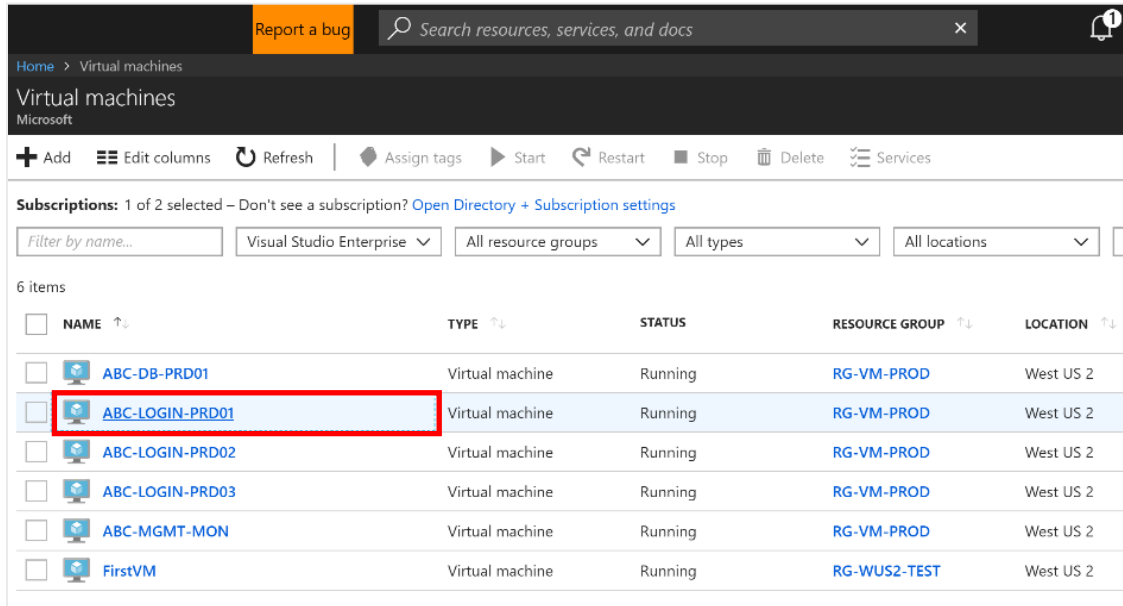 Report a bug Search resources, services, and docs 1
Home > Virtual machines
Virtual machines
Microsoft
Add Edit columns Refresh Assign tags Start Restart Stop Delete Services
Subscriptions: 1 of 2 selected – Don't see a subscription? Open Directory + Subscription settings
Filter by name... Visual Studio Enterprise All resource groups All types All locations
6 items
NAME TYPE STATUS RESOURCE GROUP LOCATION
ABC-DB-PRD01 Virtual machine Running RG-VM-PROD West US 2
ABC-LOGIN-PRD01 Virtual machine Running RG-VM-PROD West US 2
ABC-LOGIN-PRD02 Virtual machine Running RG-VM-PROD West US 2
ABC-LOGIN-PRD03 Virtual machine Running RG-VM-PROD West US 2
ABC-MGMT-MON Virtual machine Running RG-VM-PROD West US 2
FirstVM Virtual machine Running RG-WUS2-TEST West US 2